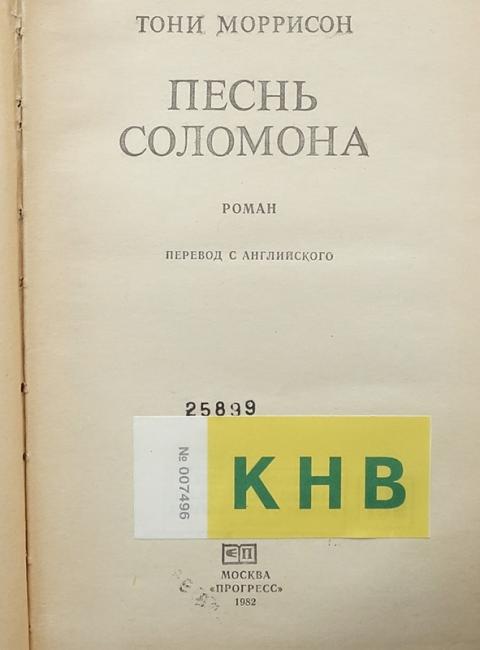 ТОНИ МОРРИСОН
ПЕСНЬ
СОЛОМОНА
РОМАН
ПЕРЕВОД С АНГЛИЙСКОГО
25899
№ 007496
КНВ
МОСКВА
«ПРОГРЕСС»
1982